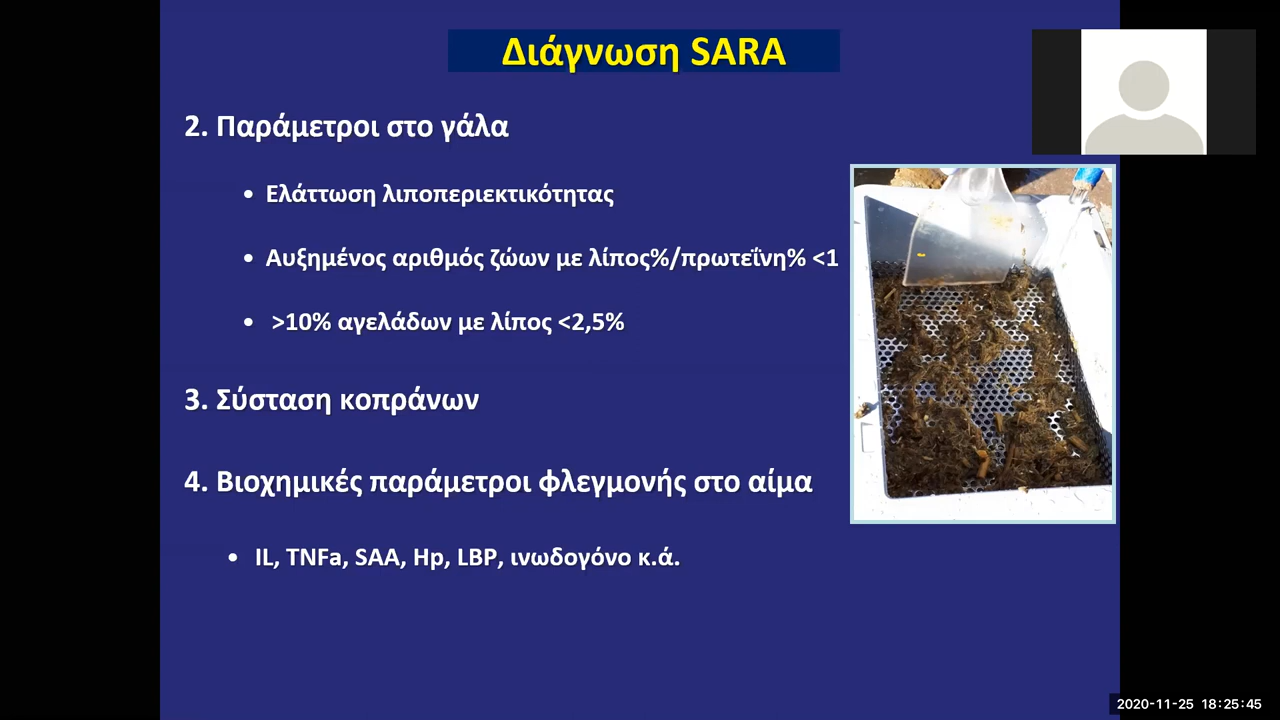 Διάγνωση SARA
2. Παράμετροι στο γάλα
• Ελάττωση λιποπεριεκτικότητας
• Αυξημένος αριθμός ζώων με λίπος%/πρωτεΐνη% <1
• >10% αγελάδων με λίπος <2,5%
3. Σύσταση κοπράνων
4. Βιοχημικές παράμετροι φλεγμονής στο αίμα
• IL, TNFa, SAA, Hp, LBP, ινωδογόνο κ.ά.
2020-11-25 18:25:45